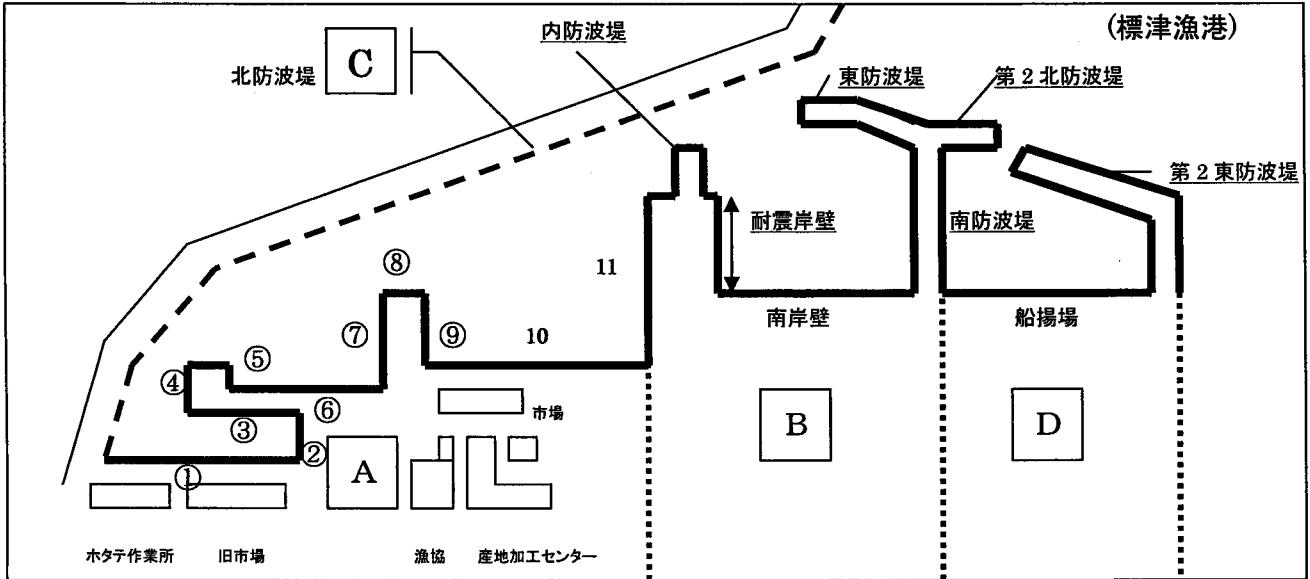 (標津漁港)
内防波堤
北防波堤
C
東防波堤
第2北防波堤
第2東防波堤
耐震岸壁
南防波堤
11
⑧
⑦
⑨
10
南岸壁
船揚場
⑤
④
⑥
③
②
①
市場
A
B
D
ホタテ作業所
旧市場
漁協
産地加工センター